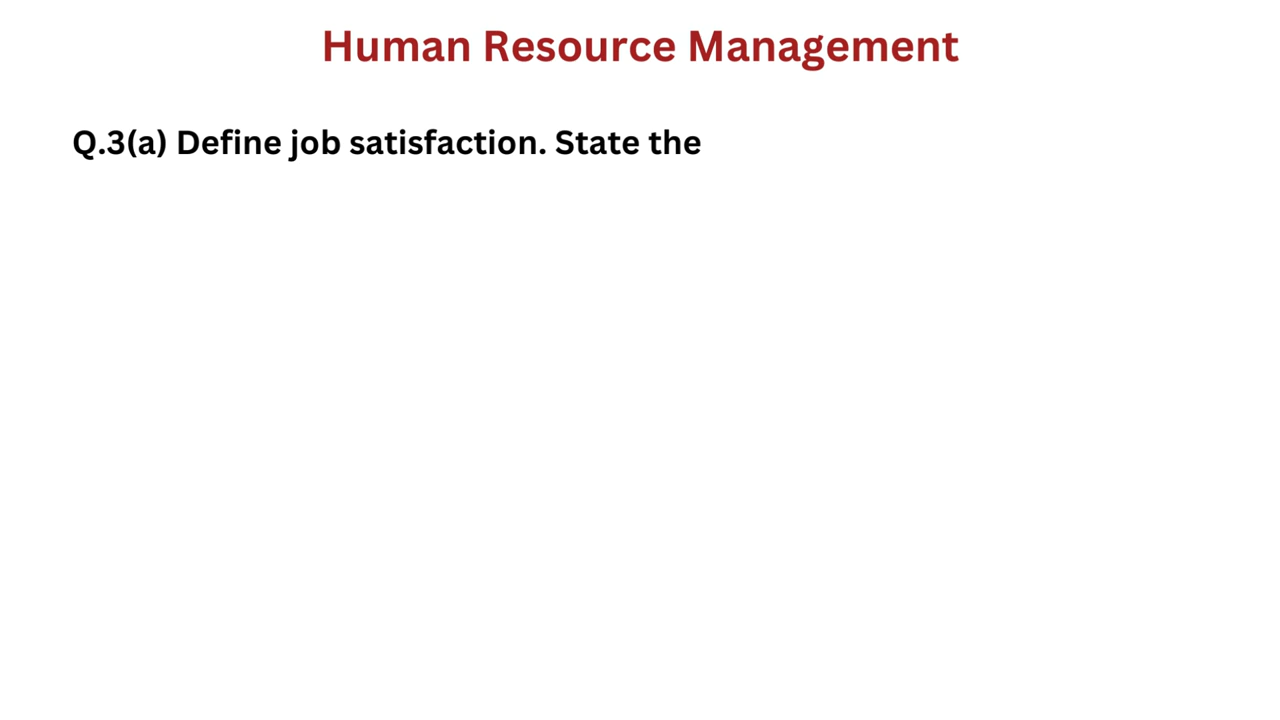 Human Resource Management
Q.3(a) Define job satisfaction. State the